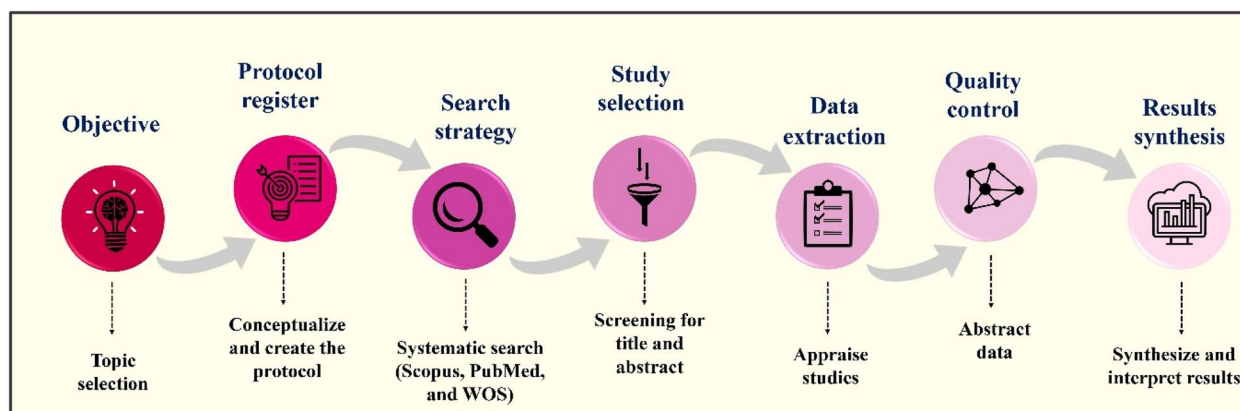 Objective
Protocol
register
Search
strategy
Study
selection
Data
extraction
Quality
control
Results
synthesis
Topic
selection
Conceptualize
and create the
protocol
Systematic search
(Scopus, PubMed,
and WOS)
Screening for
title and
abstract
Appraise
studies
Abstract
data
Synthesize and
interpret results